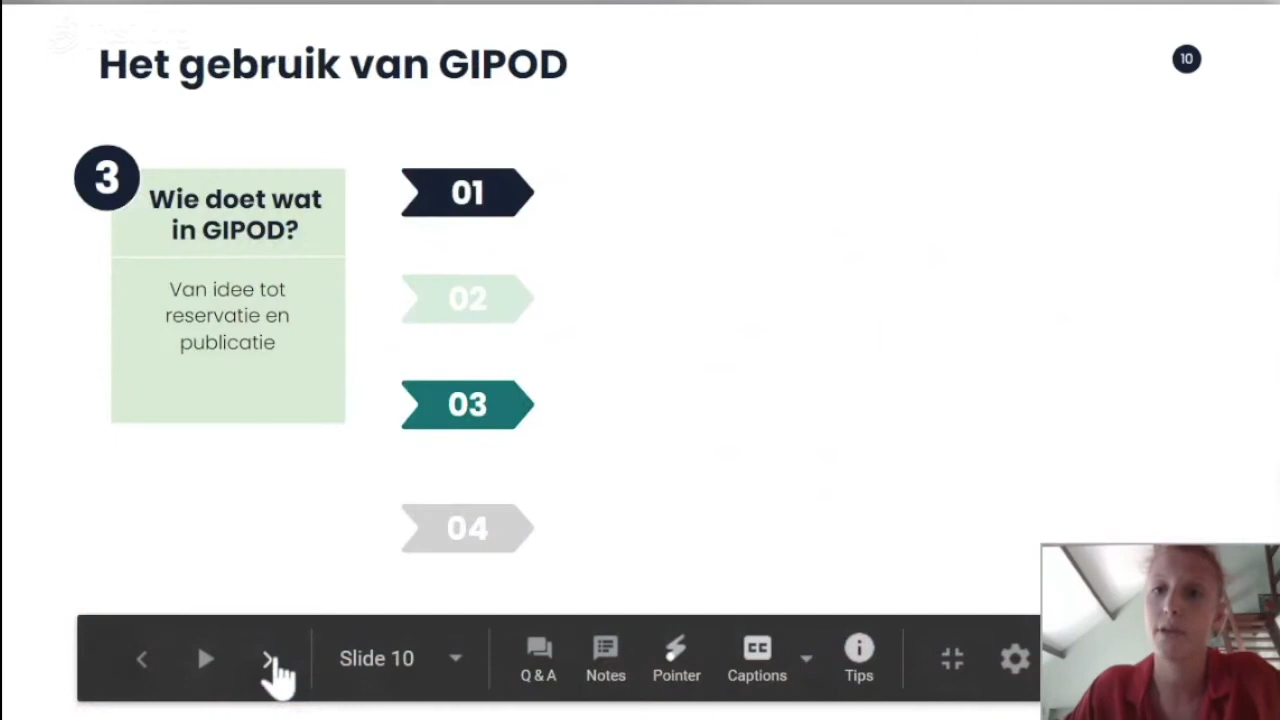 Het gebruik van GIPOD
10
3
Wie doet wat
in GIPOD?
Van idee tot
reservatie en
publicatie
01
02
03
04
Slide 10
Q & A
Notes
Pointer
CC
Captions
Tips